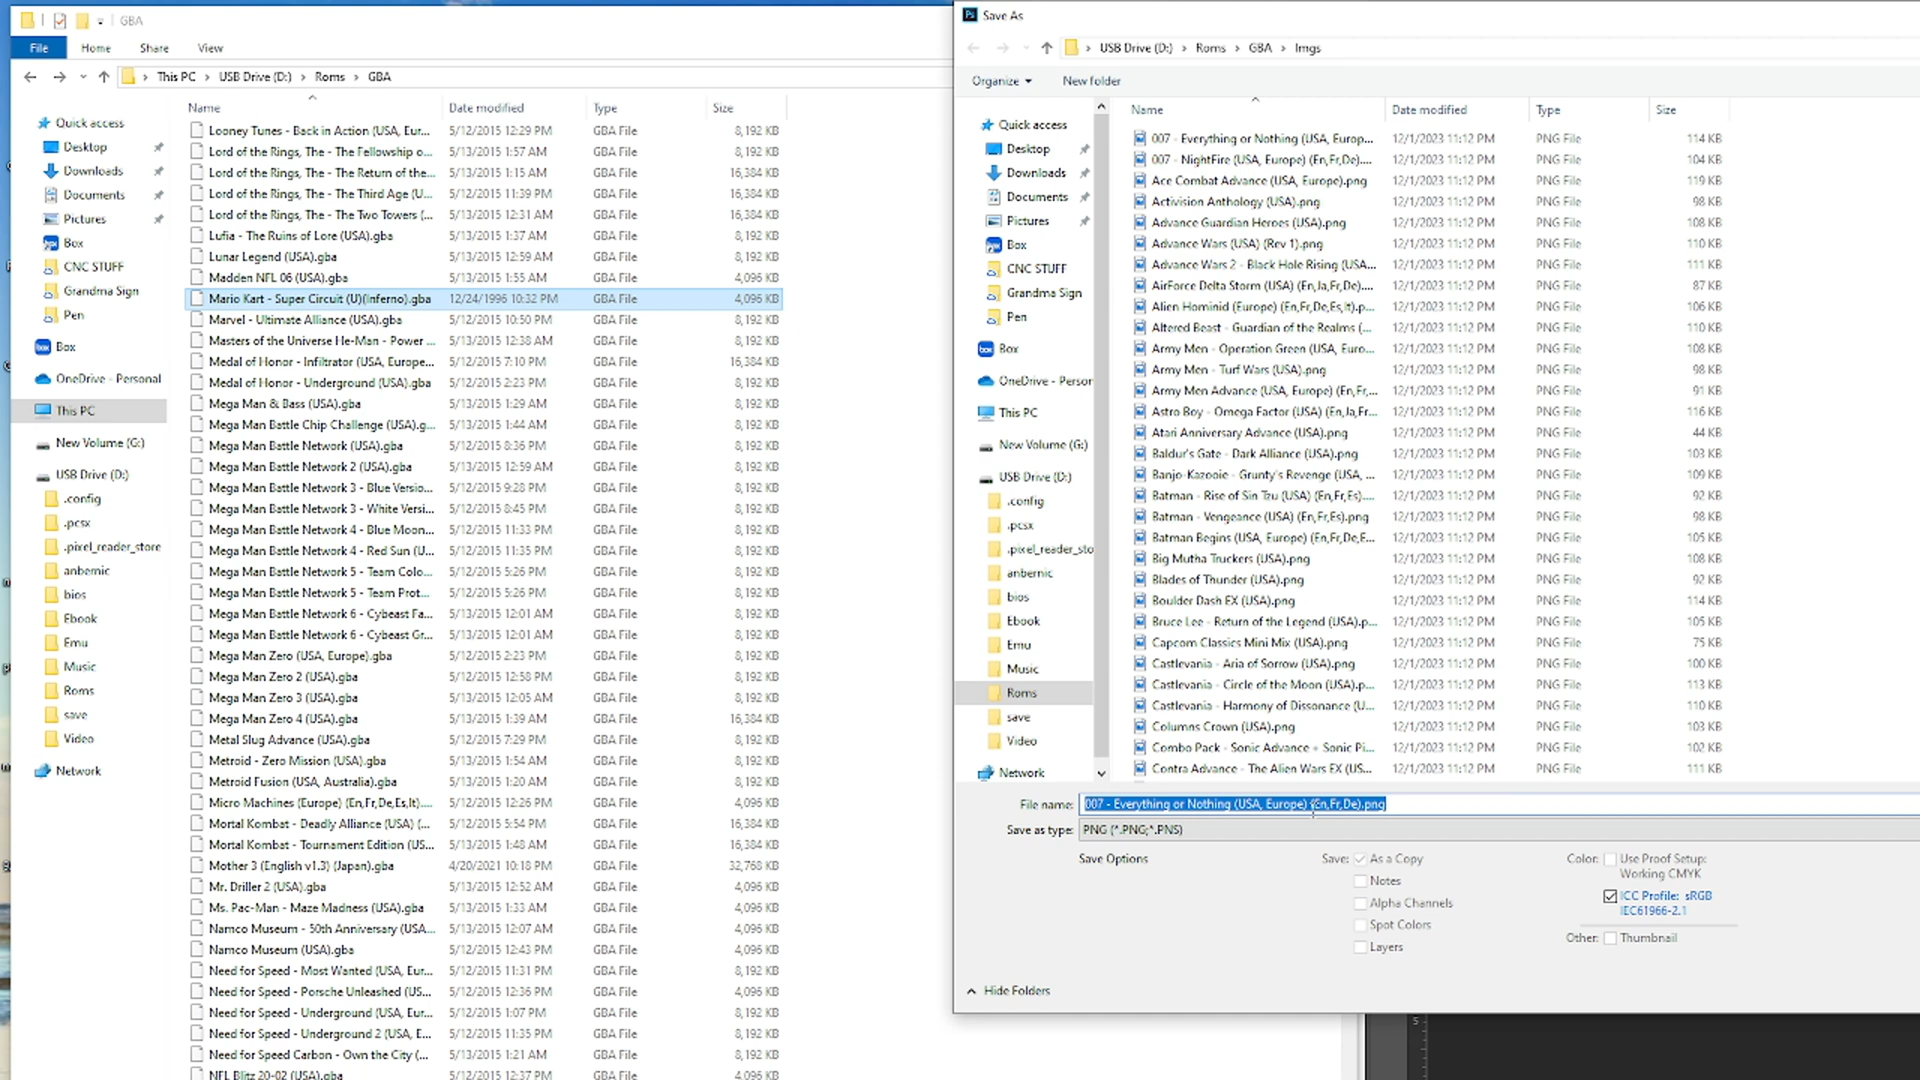 GBA
File Home Share View
This PC USB Drive (D:) Roms GBA
Name Date modified Type Size
Quick access
Desktop
Downloads
Documents
Pictures
Box
CNC STUFF
Grandma Sign
Pen
Box
OneDrive - Personal
This PC
New Volume (G:)
USB Drive (D:)
.config
.pcsx
.pixel_reader_store
anbernic
bios
Ebook
Emu
Music
Roms
save
Video
Network
Looney Tunes - Back in Action (USA, Eur... 5/12/2015 12:29 PM GBA File 8,192 KB
Lord of the Rings, The - The Fellowship o... 5/13/2015 1:57 AM GBA File 8,192 KB
Lord of the Rings, The - The Return of the... 5/13/2015 1:15 AM GBA File 16,384 KB
Lord of the Rings, The - The Third Age (U... 5/12/2015 11:39 PM GBA File 16,384 KB
Lord of the Rings, The - The Two Towers (... 5/13/2015 12:31 AM GBA File 16,384 KB
Lufia - The Ruins of Lore (USA).gba 5/13/2015 1:37 AM GBA File 8,192 KB
Lunar Legend (USA).gba 5/13/2015 12:59 AM GBA File 8,192 KB
Madden NFL 06 (USA).gba 5/13/2015 1:55 AM GBA File 4,096 KB
Mario Kart - Super Circuit (U)(Inferno).gba 12/24/1996 10:32 PM GBA File 4,096 KB
Marvel - Ultimate Alliance (USA).gba 5/12/2015 10:50 PM GBA File 8,192 KB
Masters of the Universe He-Man - Power ... 5/13/2015 12:38 AM GBA File 8,192 KB
Medal of Honor - Infiltrator (USA, Europe... 5/12/2015 7:10 PM GBA File 16,384 KB
Medal of Honor - Underground (USA).gba 5/12/2015 2:23 PM GBA File 8,192 KB
Mega Man & Bass (USA).gba 5/13/2015 1:29 AM GBA File 8,192 KB
Mega Man Battle Chip Challenge (USA).g... 5/13/2015 1:44 AM GBA File 8,192 KB
Mega Man Battle Network (USA).gba 5/12/2015 8:36 PM GBA File 8,192 KB
Mega Man Battle Network 2 (USA).gba 5/13/2015 12:59 AM GBA File 8,192 KB
Mega Man Battle Network 3 - Blue Versio... 5/12/2015 9:28 PM GBA File 8,192 KB
Mega Man Battle Network 3 - White Versi... 5/12/2015 8:45 PM GBA File 8,192 KB
Mega Man Battle Network 4 - Blue Moon... 5/12/2015 11:33 PM GBA File 8,192 KB
Mega Man Battle Network 4 - Red Sun (U... 5/12/2015 11:35 PM GBA File 8,192 KB
Mega Man Battle Network 5 - Team Colo... 5/12/2015 5:26 PM GBA File 8,192 KB
Mega Man Battle Network 5 - Team Prot... 5/12/2015 5:26 PM GBA File 8,192 KB
Mega Man Battle Network 6 - Cybeast Fa... 5/13/2015 12:01 AM GBA File 8,192 KB
Mega Man Battle Network 6 - Cybeast Gr... 5/13/2015 12:01 AM GBA File 8,192 KB
Mega Man Zero (USA, Europe).gba 5/12/2015 2:23 PM GBA File 8,192 KB
Mega Man Zero 2 (USA).gba 5/12/2015 12:58 PM GBA File 8,192 KB
Mega Man Zero 3 (USA).gba 5/13/2015 12:05 AM GBA File 8,192 KB
Mega Man Zero 4 (USA).gba 5/13/2015 1:39 AM GBA File 16,384 KB
Metal Slug Advance (USA).gba 5/12/2015 7:29 PM GBA File 8,192 KB
Metroid - Zero Mission (USA).gba 5/13/2015 1:54 AM GBA File 8,192 KB
Metroid Fusion (USA, Australia).gba 5/13/2015 1:20 AM GBA File 8,192 KB
Micro Machines (Europe) (En,Fr,De,Es,It).... 5/12/2015 12:26 PM GBA File 4,096 KB
Mortal Kombat - Deadly Alliance (USA) (... 5/12/2015 5:54 PM GBA File 16,384 KB
Mortal Kombat - Tournament Edition (US... 5/13/2015 1:48 AM GBA File 16,384 KB
Mother 3 (English v1.3) (Japan).gba 4/20/2021 10:18 PM GBA File 32,768 KB
Mr. Driller 2 (USA).gba 5/13/2015 12:52 AM GBA File 4,096 KB
Ms. Pac-Man - Maze Madness (USA).gba 5/13/2015 1:33 AM GBA File 4,096 KB
Namco Museum - 50th Anniversary (USA... 5/13/2015 12:07 AM GBA File 4,096 KB
Namco Museum (USA).gba 5/12/2015 12:43 PM GBA File 4,096 KB
Need for Speed - Most Wanted (USA, Eur... 5/12/2015 11:31 PM GBA File 8,192 KB
Need for Speed - Porsche Unleashed (US... 5/12/2015 12:36 PM GBA File 4,096 KB
Need for Speed - Underground (USA, Eur... 5/12/2015 1:07 PM GBA File 8,192 KB
Need for Speed - Underground 2 (USA, E... 5/12/2015 11:35 PM GBA File 8,192 KB
Need for Speed Carbon - Own the City (... 5/13/2015 1:21 AM GBA File 8,192 KB
NFL Blitz 20-02 (USA).gba 5/12/2015 12:37 PM GBA File 4,096 KB
Save As
USB Drive (D:) Roms GBA Imgs
Organize New folder
Name Date modified Type Size
Quick access
Desktop
Downloads
Documents
Pictures
Box
CNC STUFF
Grandma Sign
Pen
Box
OneDrive - Person
This PC
New Volume (G:)
USB Drive (D:)
.config
.pcsx
.pixel_reader_sto
anbernic
bios
Ebook
Emu
Music
Roms
save
Video
Network
007 - Everything or Nothing (USA, Europ... 12/1/2023 11:12 PM PNG File 114 KB
007 - NightFire (USA, Europe) (En,Fr,De).... 12/1/2023 11:12 PM PNG File 104 KB
Ace Combat Advance (USA, Europe).png 12/1/2023 11:12 PM PNG File 119 KB
Activision Anthology (USA).png 12/1/2023 11:12 PM PNG File 98 KB
Advance Guardian Heroes (USA).png 12/1/2023 11:12 PM PNG File 108 KB
Advance Wars (USA) (Rev 1).png 12/1/2023 11:12 PM PNG File 110 KB
Advance Wars 2 - Black Hole Rising (USA... 12/1/2023 11:12 PM PNG File 111 KB
AirForce Delta Storm (USA) (En,Ja,Fr,De).... 12/1/2023 11:12 PM PNG File 87 KB
Alien Hominid (Europe) (En,Fr,De,Es,It).p... 12/1/2023 11:12 PM PNG File 106 KB
Altered Beast - Guardian of the Realms (... 12/1/2023 11:12 PM PNG File 110 KB
Army Men - Operation Green (USA, Euro... 12/1/2023 11:12 PM PNG File 108 KB
Army Men - Turf Wars (USA).png 12/1/2023 11:12 PM PNG File 98 KB
Army Men Advance (USA, Europe) (En,Fr,... 12/1/2023 11:12 PM PNG File 91 KB
Astro Boy - Omega Factor (USA) (En,Ja,Fr... 12/1/2023 11:12 PM PNG File 116 KB
Atari Anniversary Advance (USA).png 12/1/2023 11:12 PM PNG File 44 KB
Baldur's Gate - Dark Alliance (USA).png 12/1/2023 11:12 PM PNG File 103 KB
Banjo-Kazooie - Grunty's Revenge (USA, ... 12/1/2023 11:12 PM PNG File 109 KB
Batman - Rise of Sin Tzu (USA) (En,Fr,Es).... 12/1/2023 11:12 PM PNG File 92 KB
Batman - Vengeance (USA) (En,Fr,Es).png 12/1/2023 11:12 PM PNG File 98 KB
Batman Begins (USA, Europe) (En,Fr,De,E... 12/1/2023 11:12 PM PNG File 105 KB
Big Mutha Truckers (USA).png 12/1/2023 11:12 PM PNG File 108 KB
Blades of Thunder (USA).png 12/1/2023 11:12 PM PNG File 92 KB
Boulder Dash EX (USA).png 12/1/2023 11:12 PM PNG File 114 KB
Bruce Lee - Return of the Legend (USA).p... 12/1/2023 11:12 PM PNG File 105 KB
Capcom Classics Mini Mix (USA).png 12/1/2023 11:12 PM PNG File 75 KB
Castlevania - Aria of Sorrow (USA).png 12/1/2023 11:12 PM PNG File 100 KB
Castlevania - Circle of the Moon (USA).p... 12/1/2023 11:12 PM PNG File 113 KB
Castlevania - Harmony of Dissonance (U... 12/1/2023 11:12 PM PNG File 110 KB
Columns Crown (USA).png 12/1/2023 11:12 PM PNG File 103 KB
Combo Pack - Sonic Advance + Sonic Pi... 12/1/2023 11:12 PM PNG File 102 KB
Contra Advance - The Alien Wars EX (US... 12/1/2023 11:12 PM PNG File 111 KB
File name: 007 - Everything or Nothing (USA, Europe) (En,Fr,De).png
Save as type: PNG (*.PNG;*.PNS)
Save Options
Save: As a Copy
Notes
Alpha Channels
Spot Colors
Layers
Color: Use Proof Setup:
Working CMYK
ICC Profile: sRGB
IEC61966-2.1
Other: Thumbnail
Hide Folders
5